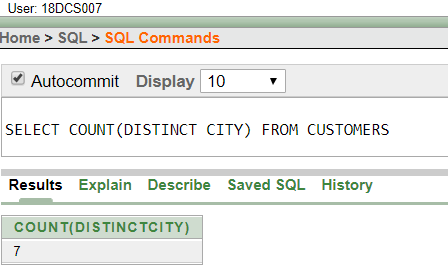 User: 18DCS007
Home > SQL > SQL Commands
Autocommit Display 10
SELECT COUNT(DISTINCT CITY) FROM CUSTOMERS
Results Explain Describe Saved SQL History
COUNT(DISTINCTCITY)
7